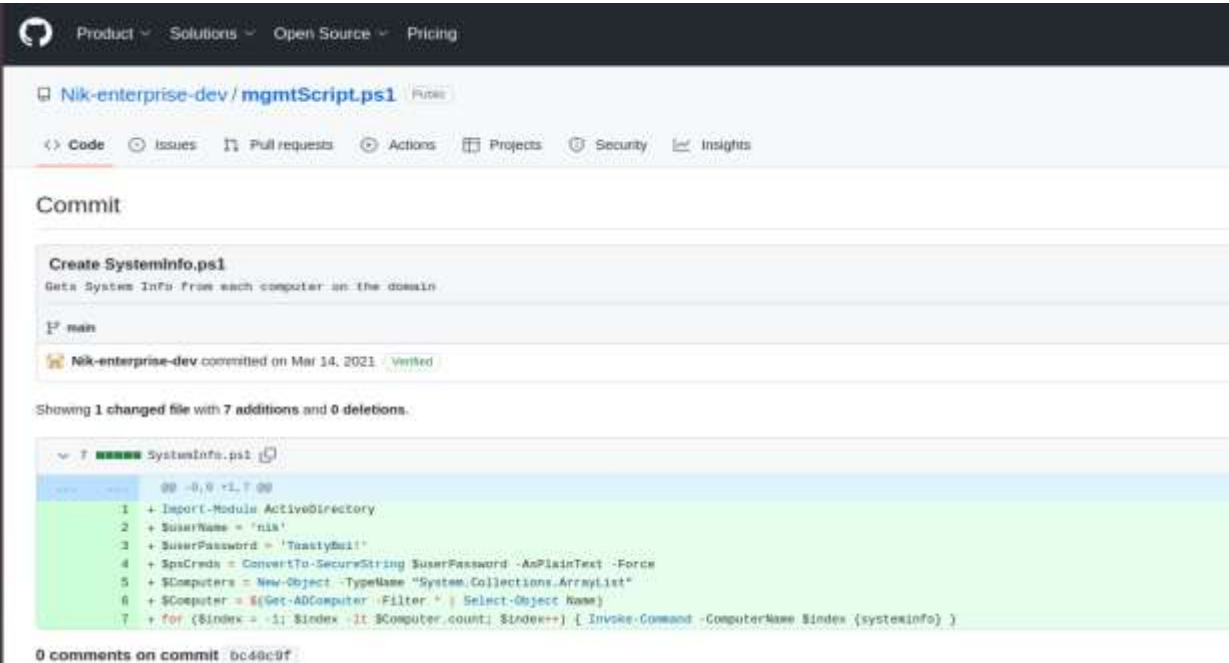 Product Solutions Open Source Pricing
Nik-enterprise-dev / mgmtScript.ps1 Public
<> Code Issues Pull requests Actions Projects Security Insights
Commit
Create SystemInfo.ps1
Gets System Info from each computer on the domain
main
Nik-enterprise-dev committed on Mar 14, 2021 Verified
Showing 1 changed file with 7 additions and 0 deletions.
7 SystemInfo.ps1
... ... @@ -0,0 +1,7 @@
1 + Import-Module ActiveDirectory
2 + $userName = 'nik'
3 + $userPassword = 'ToastyBoi!'
4 + $psCreds = ConvertTo-SecureString $userPassword -AsPlainText -Force
5 + $Computers = New-Object -TypeName "System.Collections.ArrayList"
6 + $Computer = $(Get-ADComputer -Filter * | Select-Object Name)
7 + for ($index = -1; $index -lt $Computer.count; $index++) { Invoke-Command -ComputerName $index {systeminfo} }
0 comments on commit bc40c9f